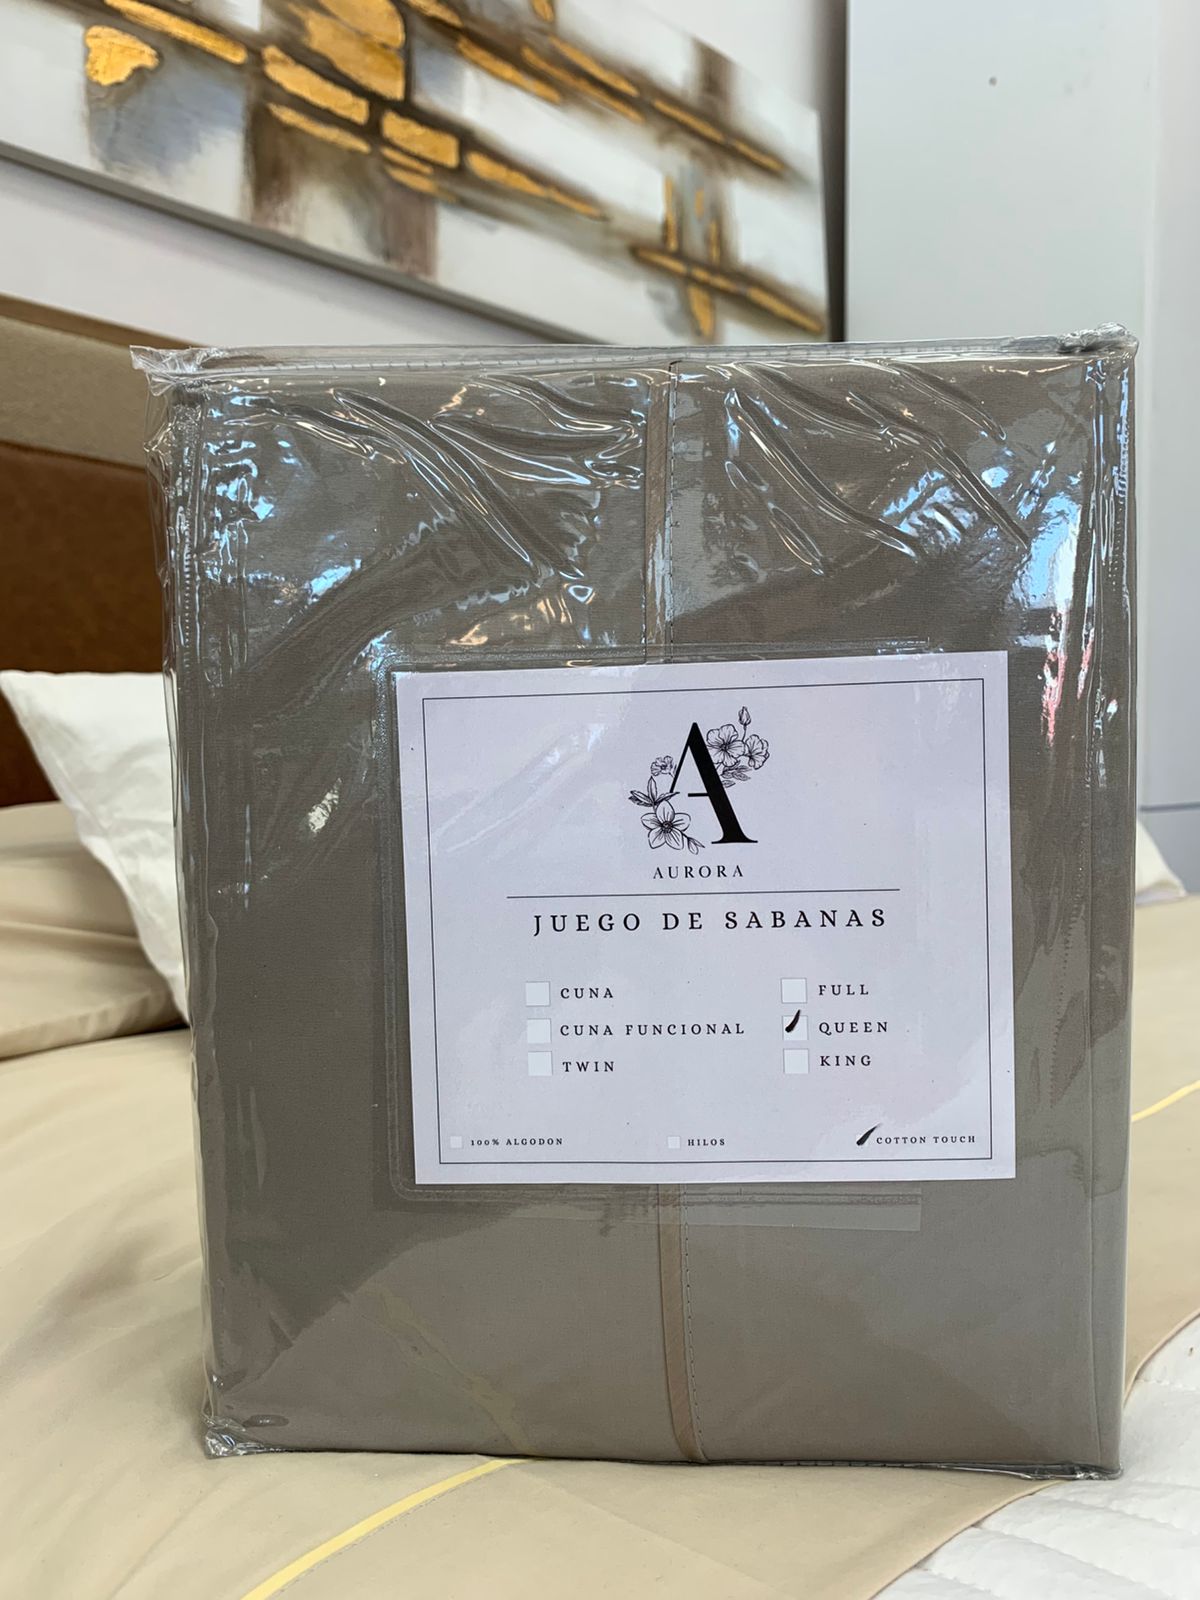 A
AURORA
JUEGO DE SABANAS
CUNA
FULL
CUNA FUNCIONAL
QUEEN
TWIN
KING
100% ALGODON
HILOS
COTTON TOUCH